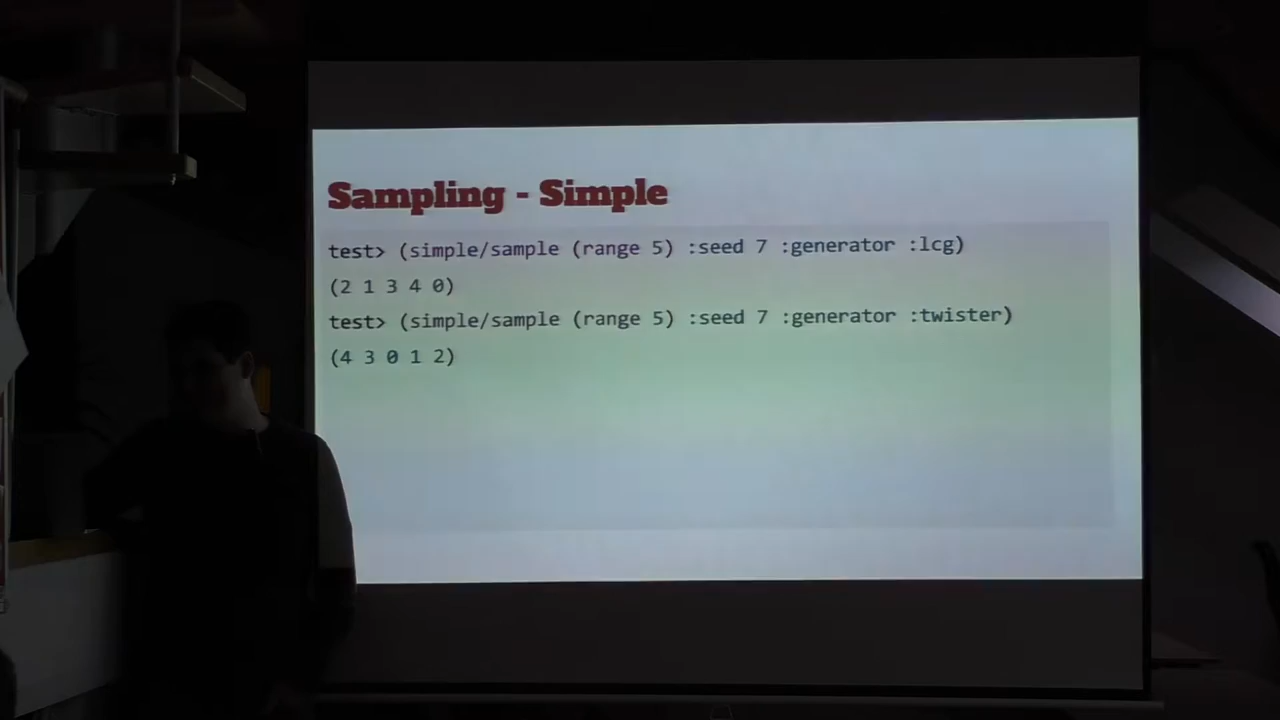 Sampling - Simple
test> (simple/sample (range 5) :seed 7 :generator :lcg)
(2 1 3 4 0)
test> (simple/sample (range 5) :seed 7 :generator :twister)
(4 3 0 1 2)